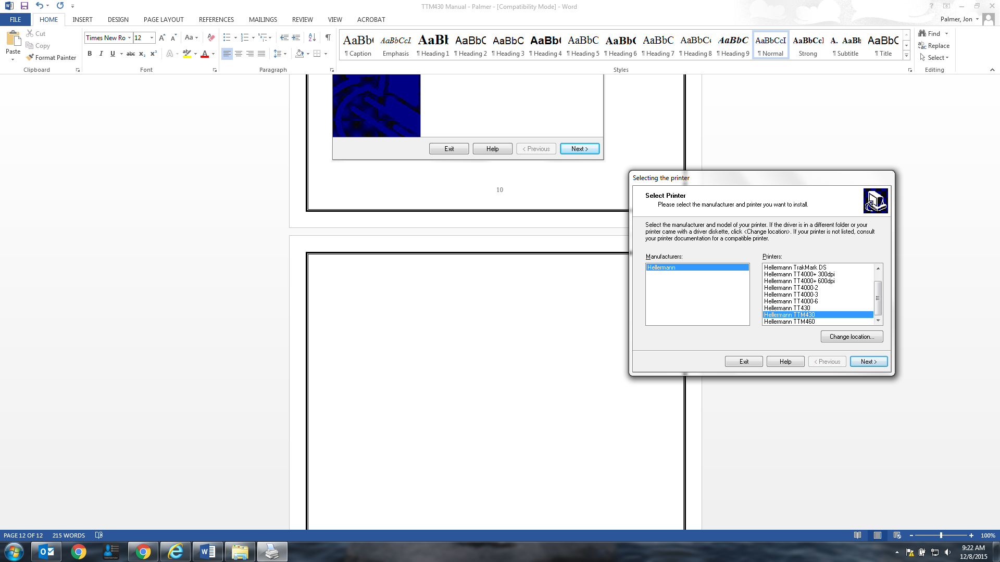 TTM430 Manual - Palmer - [Compatibility Mode] - Word
FILE HOME INSERT DESIGN PAGE LAYOUT REFERENCES MAILINGS REVIEW VIEW ACROBAT
Palmer, Jon
Paste
Cut
Copy
Format Painter
Clipboard
Times New Ro 12
Aa
B I U abc x₂ x² A A
Font
Paragraph
AaBb( AaBbCcI AaBl AaBbC AaBbC AaBb( AaBbC AaBbC AaBbC AaBbC AaBbC AaBbCcI AaBbCcl A. AaBb AaBbC
¶ Caption Emphasis ¶ Heading 1 ¶ Heading 2 ¶ Heading 3 ¶ Heading 4 ¶ Heading 5 ¶ Heading 6 ¶ Heading 7 ¶ Heading 8 ¶ Heading 9 ¶ Normal Strong ¶ Subtitle ¶ Title
Styles
Find
Replace
Select
Editing
Exit Help < Previous Next >
10
Selecting the printer
Select Printer
Please select the manufacturer and printer you want to install.
Select the manufacturer and model of your printer. If the driver is in a different folder or your
printer came with a driver diskette, click <Change location>. If your printer is not listed, consult
your printer documentation for a compatible printer.
Manufacturers:
Hellermann
Printers:
Hellermann TrakMark DS
Hellermann TT4000+ 300dpi
Hellermann TT4000+ 600dpi
Hellermann TT4000-2
Hellermann TT4000-3
Hellermann TT4000-6
Hellermann TT430
Hellermann TTM430
Hellermann TTM460
Change location...
Exit Help < Previous Next >
PAGE 12 OF 12 215 WORDS
100%
9:22 AM
12/8/2015